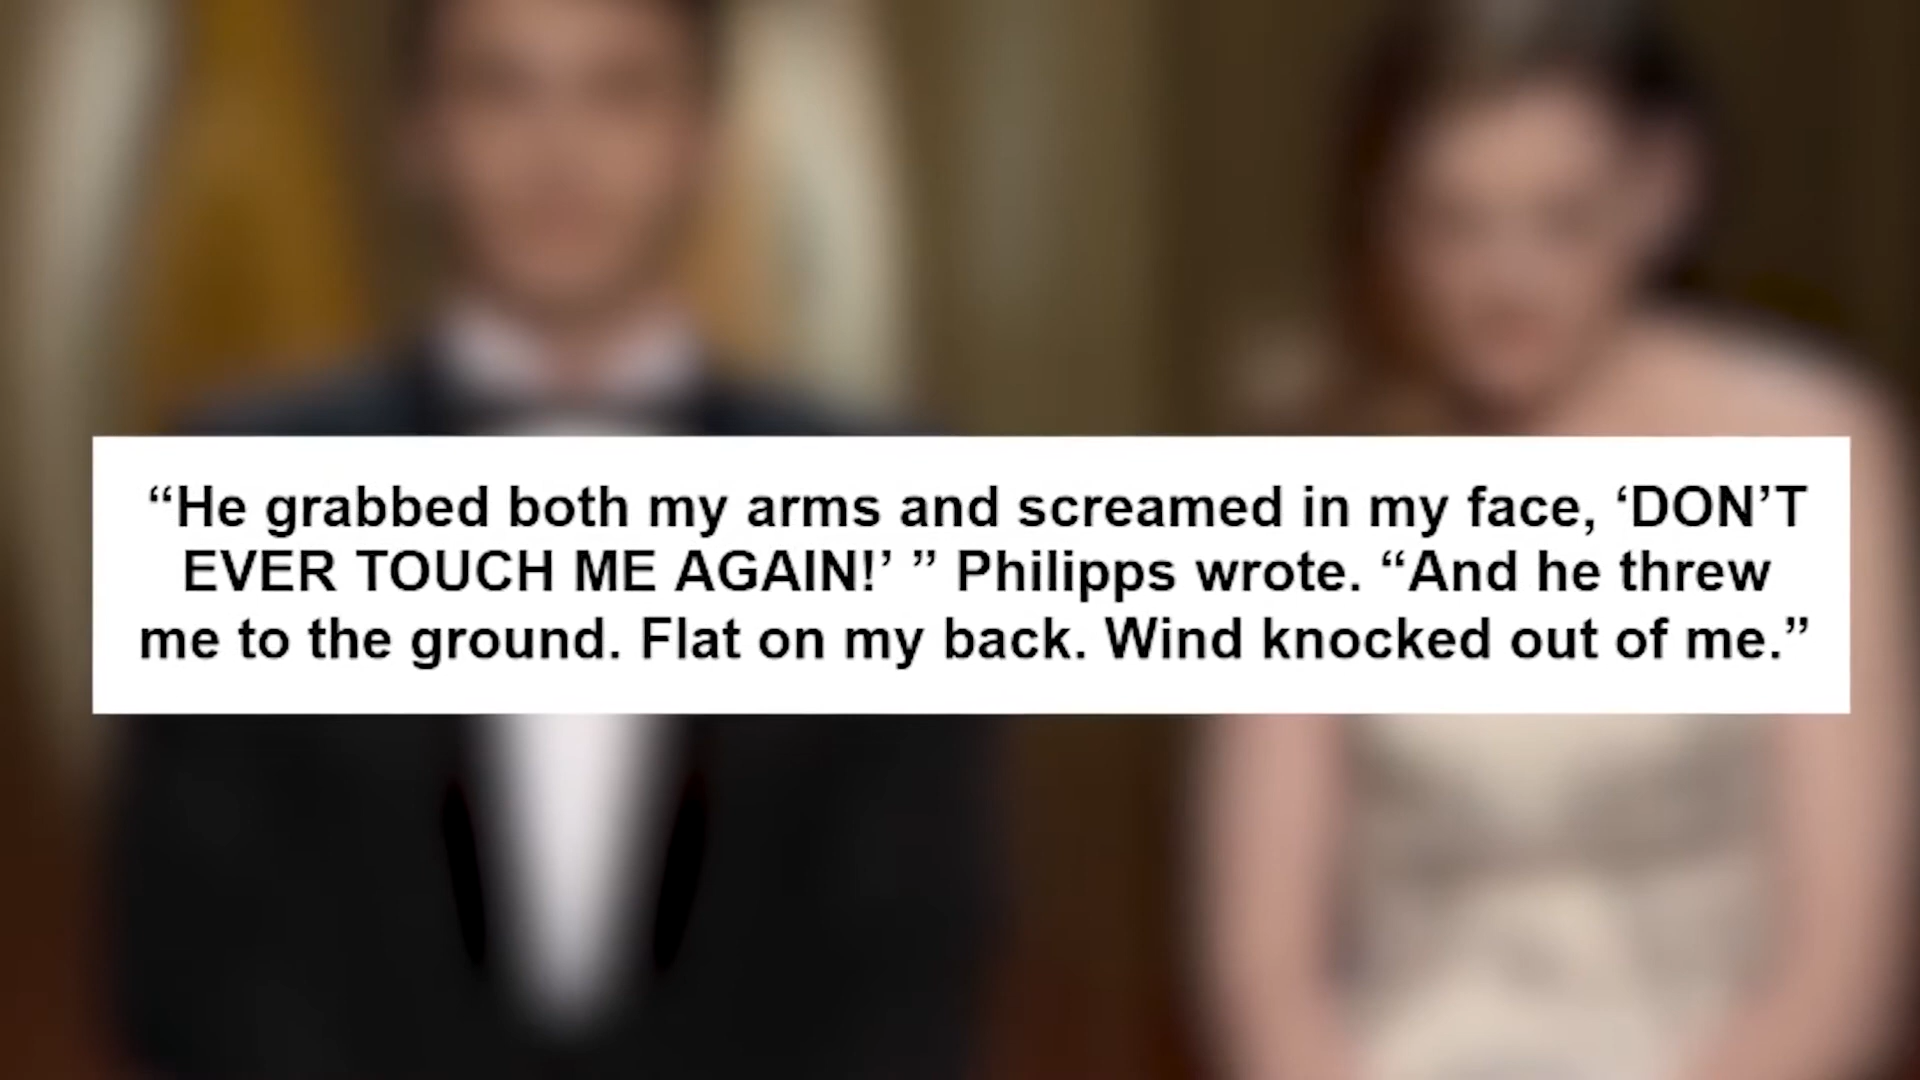 “He grabbed both my arms and screamed in my face, ‘DON’T
EVER TOUCH ME AGAIN!’ ” Philipps wrote. “And he threw
me to the ground. Flat on my back. Wind knocked out of me.”